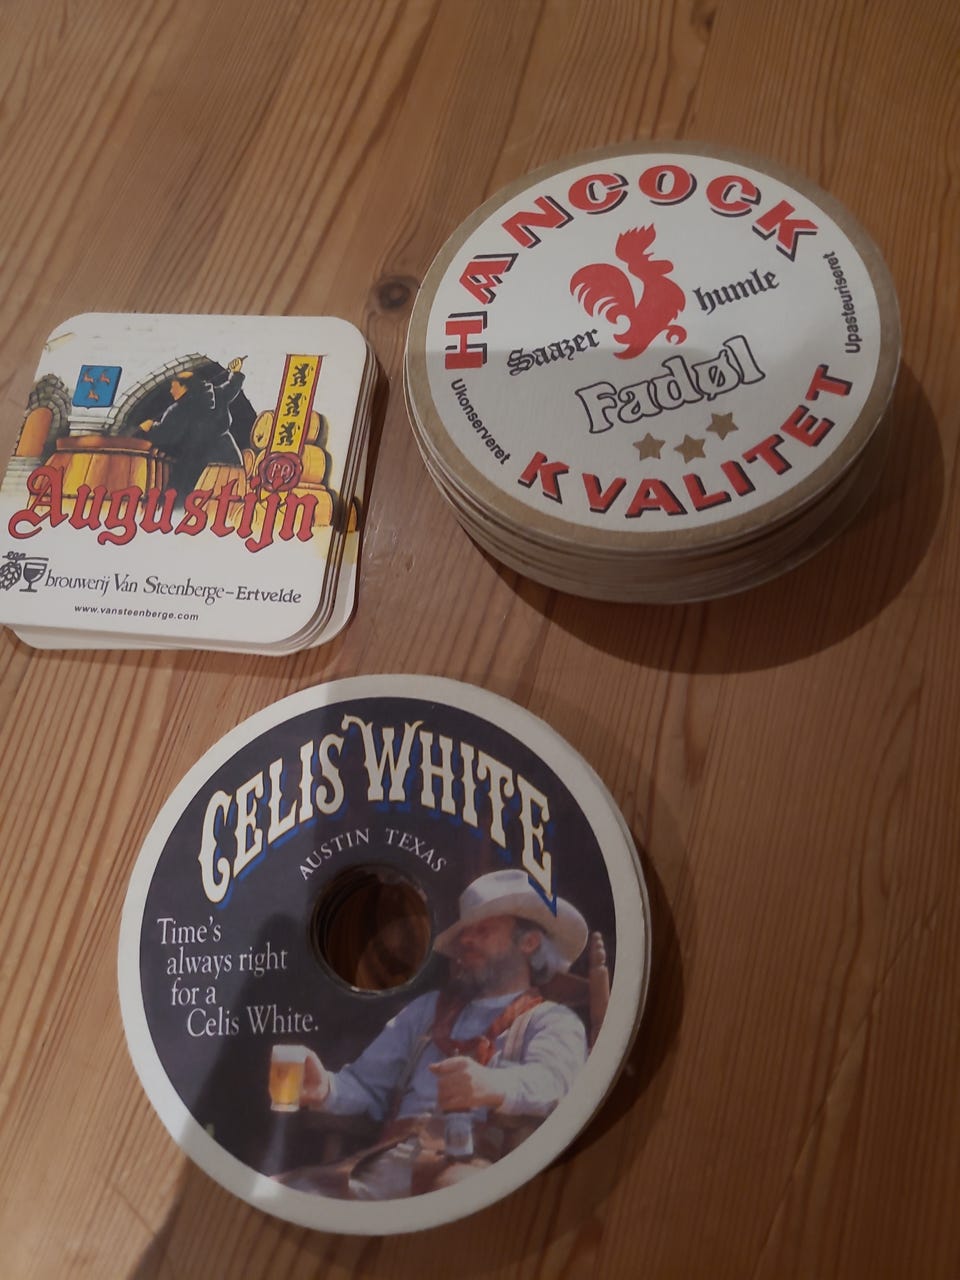 HANCOCK
Saazer humle
Fadøl
Ukonserveret
Upasteuriseret
KVALITET
Augustijn
brouwerij Van Steenberge-Ertvelde
www.vansteenberge.com
CELIS WHITE
AUSTIN TEXAS
Time's
always right
for a
Celis White.